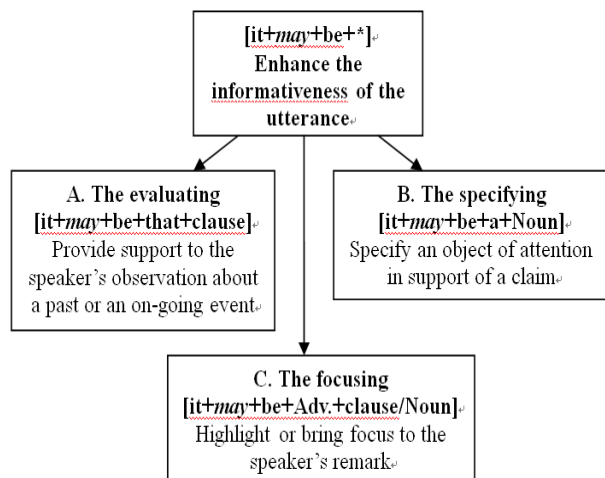 [it+may+be+*]
Enhance the
informativeness of the
utterance
A. The evaluating
[it+may+be+that+clause]
Provide support to the
speaker's observation about
a past or an on-going event
B. The specifying
[it+may+be+a+Noun]
Specify an object of attention
in support of a claim
C. The focusing
[it+may+be+Adv.+clause/Noun]
Highlight or bring focus to the
speaker's remark